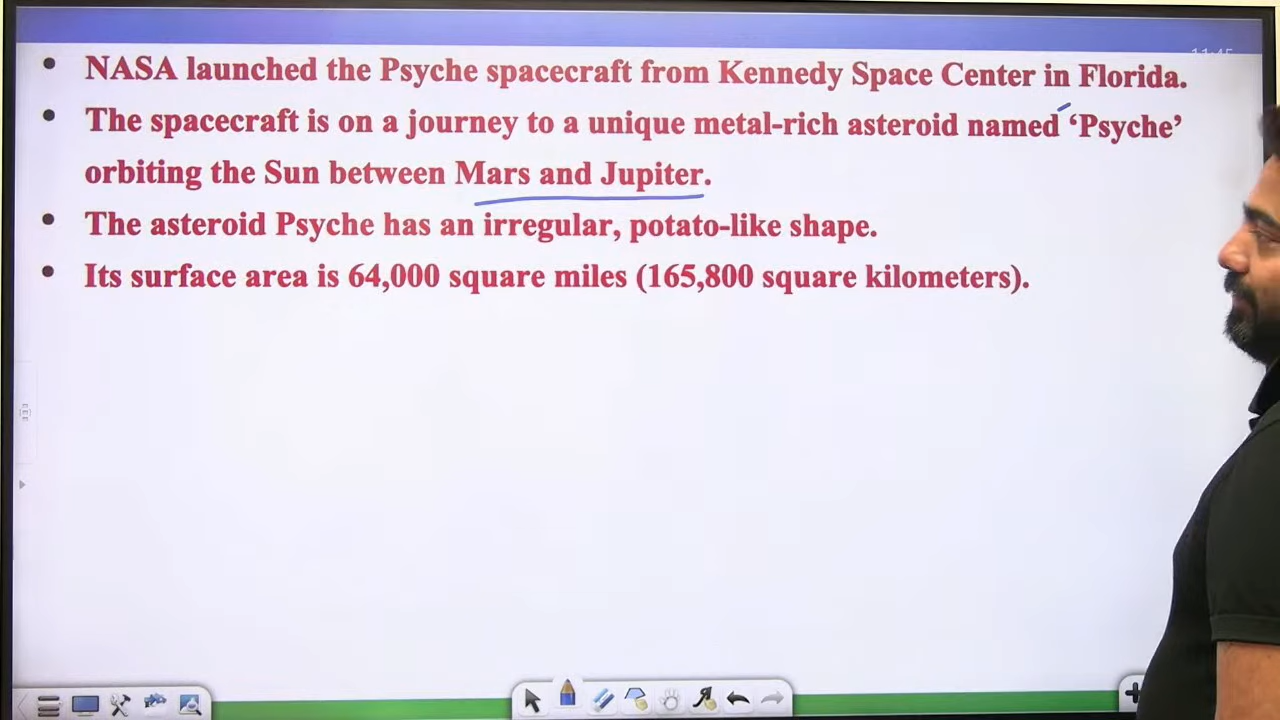 11:45
• NASA launched the Psyche spacecraft from Kennedy Space Center in Florida.
• The spacecraft is on a journey to a unique metal-rich asteroid named ‘Psyche’
orbiting the Sun between Mars and Jupiter.
• The asteroid Psyche has an irregular, potato-like shape.
• Its surface area is 64,000 square miles (165,800 square kilometers).